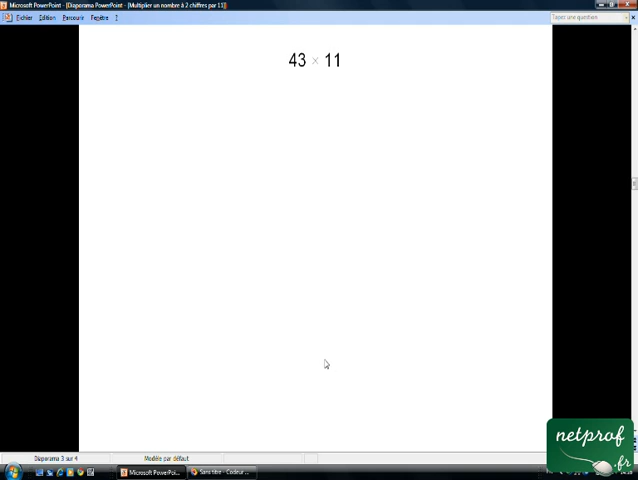 Microsoft PowerPoint - [Diaporama PowerPoint - [Multiplier un nombre à 2 chiffres par 11]]
Fichier Edition Parcourir Fenêtre ?
Tapez une question
43 × 11
Diaporama 3 sur 4
Modèle par défaut
Microsoft PowerPoi...
Sans titre - Codeur ...
netprof
.fr